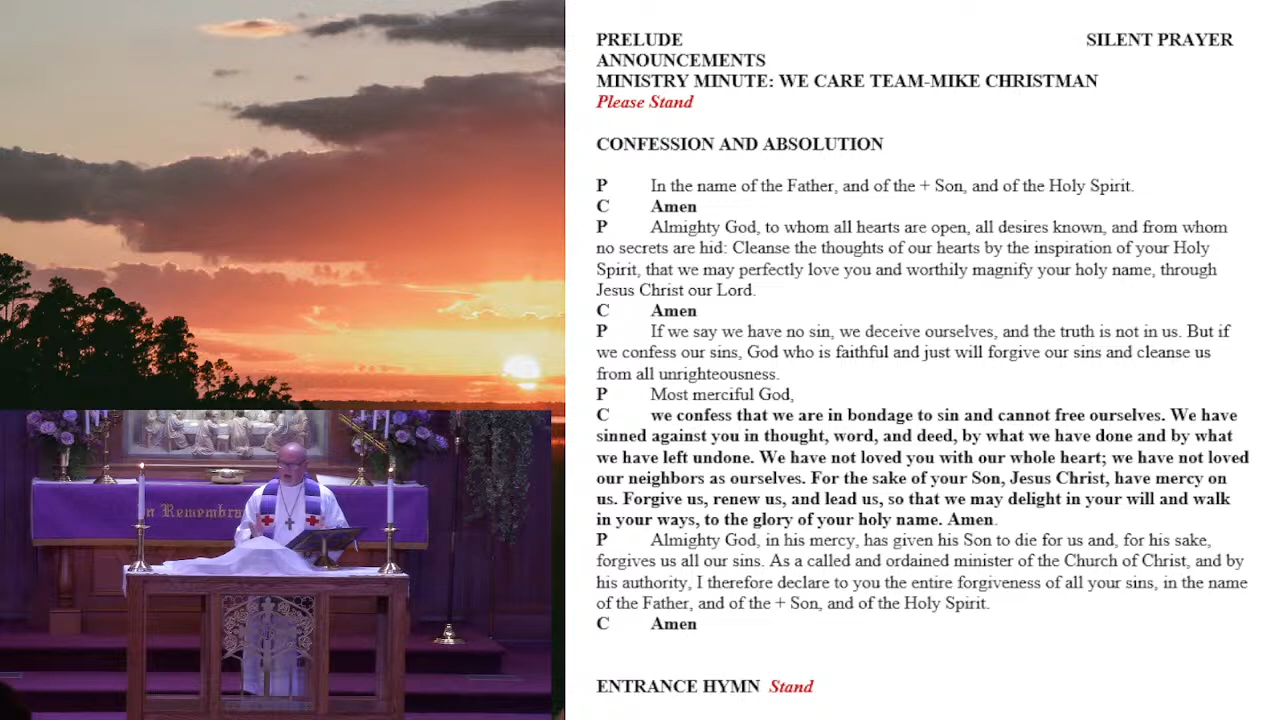 PRELUDE SILENT PRAYER
ANNOUNCEMENTS
MINISTRY MINUTE: WE CARE TEAM-MIKE CHRISTMAN
Please Stand
CONFESSION AND ABSOLUTION
P In the name of the Father, and of the + Son, and of the Holy Spirit.
C Amen
P Almighty God, to whom all hearts are open, all desires known, and from whom
no secrets are hid: Cleanse the thoughts of our hearts by the inspiration of your Holy
Spirit, that we may perfectly love you and worthily magnify your holy name, through
Jesus Christ our Lord.
C Amen
P If we say we have no sin, we deceive ourselves, and the truth is not in us. But if
we confess our sins, God who is faithful and just will forgive our sins and cleanse us
from all unrighteousness.
P Most merciful God,
C we confess that we are in bondage to sin and cannot free ourselves. We have
sinned against you in thought, word, and deed, by what we have done and by what
we have left undone. We have not loved you with our whole heart; we have not loved
our neighbors as ourselves. For the sake of your Son, Jesus Christ, have mercy on
us. Forgive us, renew us, and lead us, so that we may delight in your will and walk
in your ways, to the glory of your holy name. Amen.
P Almighty God, in his mercy, has given his Son to die for us and, for his sake,
forgives us all our sins. As a called and ordained minister of the Church of Christ, and by
his authority, I therefore declare to you the entire forgiveness of all your sins, in the name
of the Father, and of the + Son, and of the Holy Spirit.
C Amen
ENTRANCE HYMN Stand
In Remembra